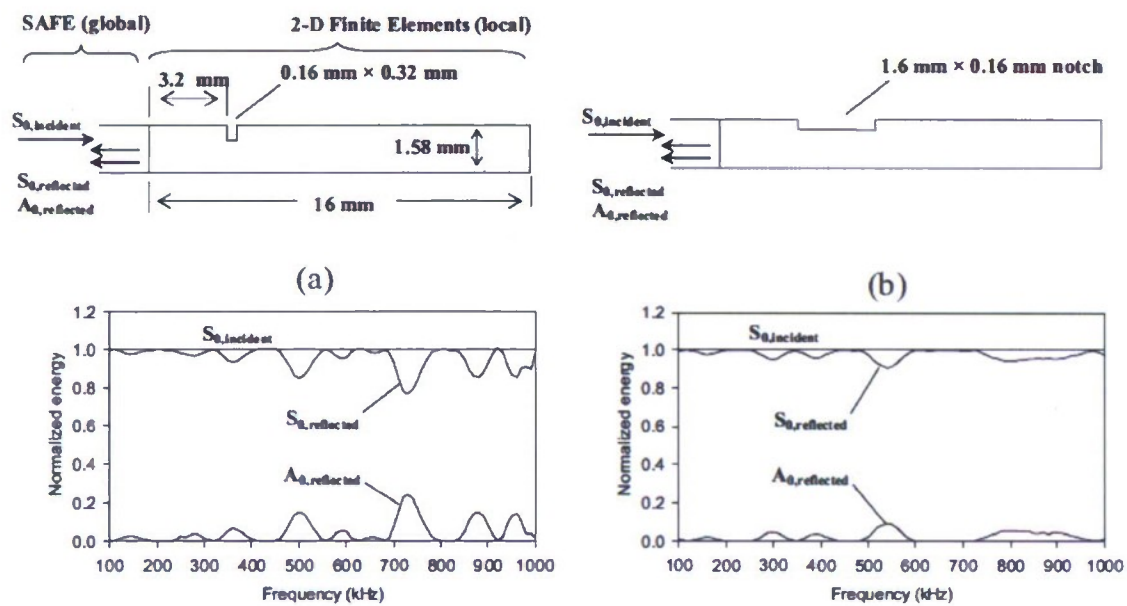 SAFE (global)
2-D Finite Elements (local)
3.2 mm
0.16 mm × 0.32 mm
S0,incident
1.58 mm
S0,reflected
A0,reflected
16 mm
1.6 mm × 0.16 mm notch
S0,incident
S0,reflected
A0,reflected
(a)
(b)
1.2
1.0
0.8
0.6
0.4
0.2
0.0
Normalized energy
S0,incident
S0,reflected
A0,reflected
100 200 300 400 500 600 700 800 900 1000
Frequency (kHz)
1.2
1.0
0.8
0.6
0.4
0.2
0.0
Normalized energy
S0,incident
S0,reflected
A0,reflected
100 200 300 400 500 600 700 800 900 1000
Frequency (kHz)